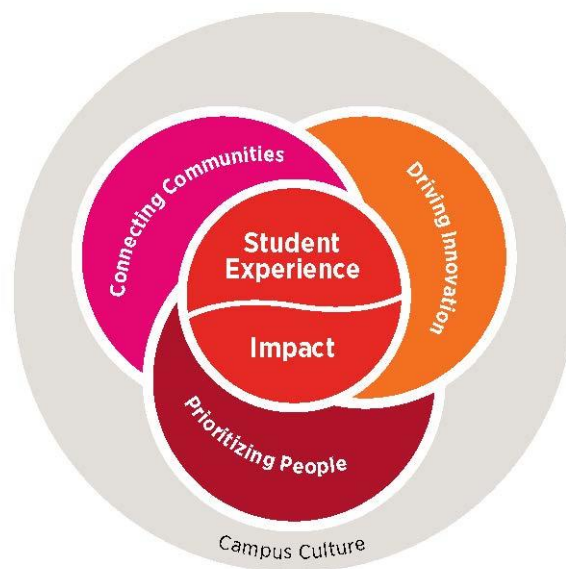 Connecting Communities
Driving Innovation
Student
Experience
Impact
Prioritizing People
Campus Culture